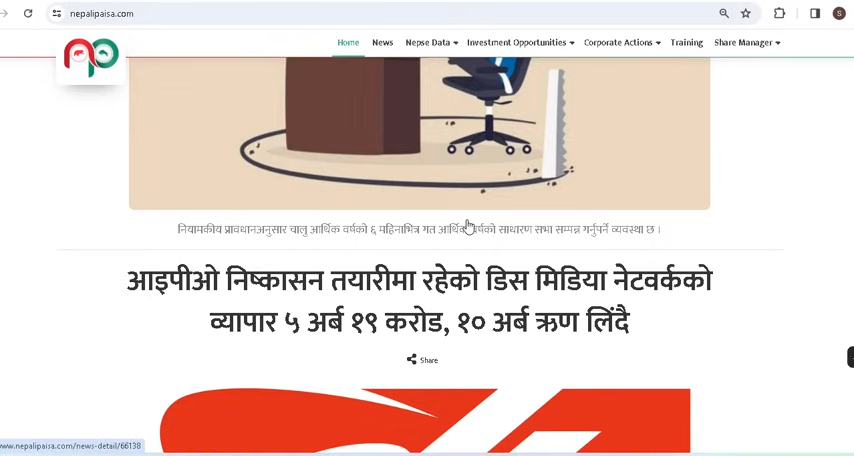 nepalipaisa.com
S
Home News Nepse Data Investment Opportunities Corporate Actions Training Share Manager
नियामकीय प्रावधानअनुसार चालु आर्थिक वर्षको ६ महिनाभित्र गत आर्थिक वर्षको साधारण सभा सम्पन्न गर्नुपर्ने व्यवस्था छ ।
आइपीओ निष्कासन तयारीमा रहेको डिस मिडिया नेटवर्कको
व्यापार ५ अर्ब १९ करोड, १० अर्ब ऋण लिंदै
Share
www.nepalipaisa.com/news-detail/66138